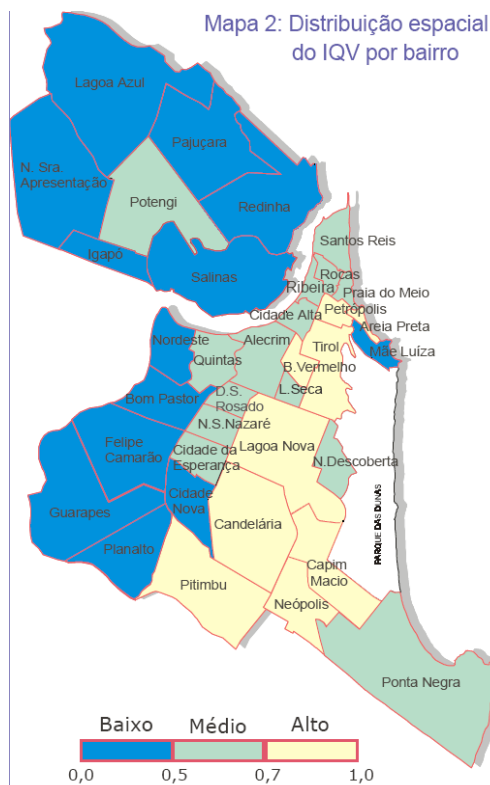 Mapa 2: Distribuição espacial
do IQV por bairro
Lagoa Azul
Pajuçara
N. Sra.
Apresentação
Potengi
Redinha
Igapó
Salinas
Santos Reis
Rocas
Ribeira
Praia do Meio
Petrópolis
Cidade Alta
Areia Preta
Nordeste
Alecrim
Tirol
Mãe Luíza
Quintas
B.Vermelho
L.Seca
Bom Pastor
D.S.
Rosado
N.S.Nazaré
Lagoa Nova
Felipe
Camarão
Cidade da
Esperança
N.Descoberta
Cidade
Nova
Guarapes
Candelária
PARQUE DAS DUNAS
Planalto
Capim
Macio
Pitimbu
Neópolis
Ponta Negra
Baixo Médio Alto
0,0 0,5 0,7 1,0